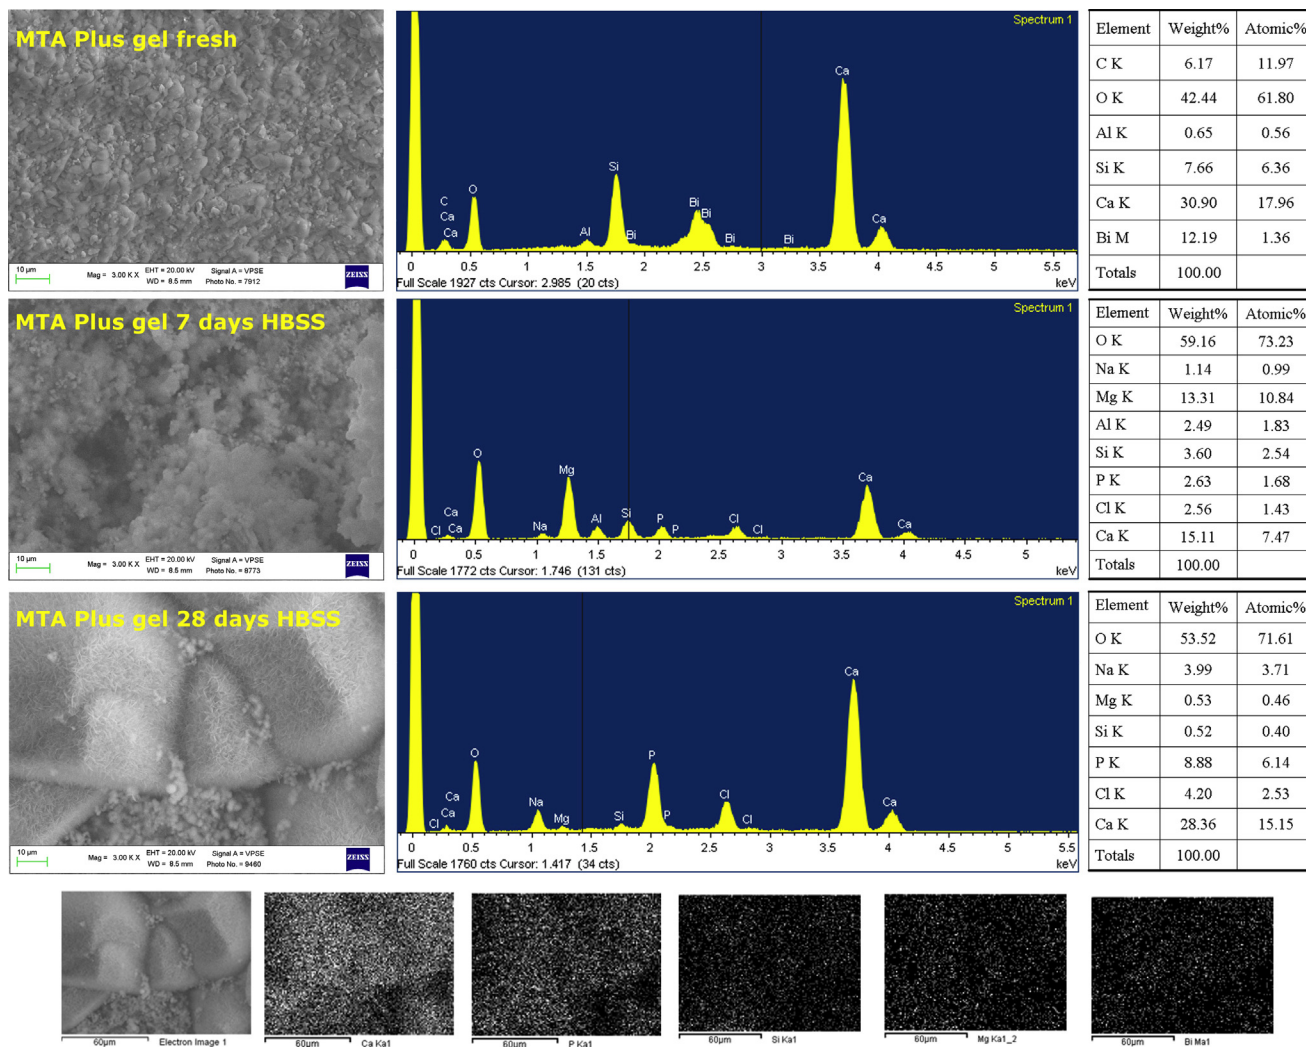 MTA Plus gel fresh
10 µm
Mag = 3.00 K X
EHT = 20.00 kV
WD = 8.5 mm
Signal A = VPSE
Photo No. = 7912
ZEISS
Spectrum 1
C
Ca
Ca
O
Al
Si
Bi
Bi
Bi
Bi
Bi
Ca
Ca
0 0.5 1 1.5 2 2.5 3 3.5 4 4.5 5 5.5
Full Scale 1927 cts Cursor: 2.985 (20 cts)
keV
Element Weight% Atomic%
C K 6.17 11.97
O K 42.44 61.80
Al K 0.65 0.56
Si K 7.66 6.36
Ca K 30.90 17.96
Bi M 12.19 1.36
Totals 100.00
MTA Plus gel 7 days HBSS
10 µm
Mag = 3.00 K X
EHT = 20.00 kV
WD = 8.5 mm
Signal A = VPSE
Photo No. = 8773
ZEISS
Spectrum 1
Cl
Ca
Ca
O
Na
Mg
Al
Si
P
P
Cl
Cl
Ca
Ca
0 0.5 1 1.5 2 2.5 3 3.5 4 4.5 5
Full Scale 1772 cts Cursor: 1.746 (131 cts)
keV
Element Weight% Atomic%
O K 59.16 73.23
Na K 1.14 0.99
Mg K 13.31 10.84
Al K 2.49 1.83
Si K 3.60 2.54
P K 2.63 1.68
Cl K 2.56 1.43
Ca K 15.11 7.47
Totals 100.00
MTA Plus gel 28 days HBSS
10 µm
Mag = 3.00 K X
EHT = 20.00 kV
WD = 8.5 mm
Signal A = VPSE
Photo No. = 9460
ZEISS
Spectrum 1
Cl
Ca
Ca
O
Na
Mg
Si
P
P
Cl
Cl
Ca
Ca
0 0.5 1 1.5 2 2.5 3 3.5 4 4.5 5 5.5
Full Scale 1760 cts Cursor: 1.417 (34 cts)
keV
Element Weight% Atomic%
O K 53.52 71.61
Na K 3.99 3.71
Mg K 0.53 0.46
Si K 0.52 0.40
P K 8.88 6.14
Cl K 4.20 2.53
Ca K 28.36 15.15
Totals 100.00
60µm Electron Image 1
60µm Ca Ka1
60µm P Ka1
60µm Si Ka1
60µm Mg Ka1_2
60µm Bi Ma1